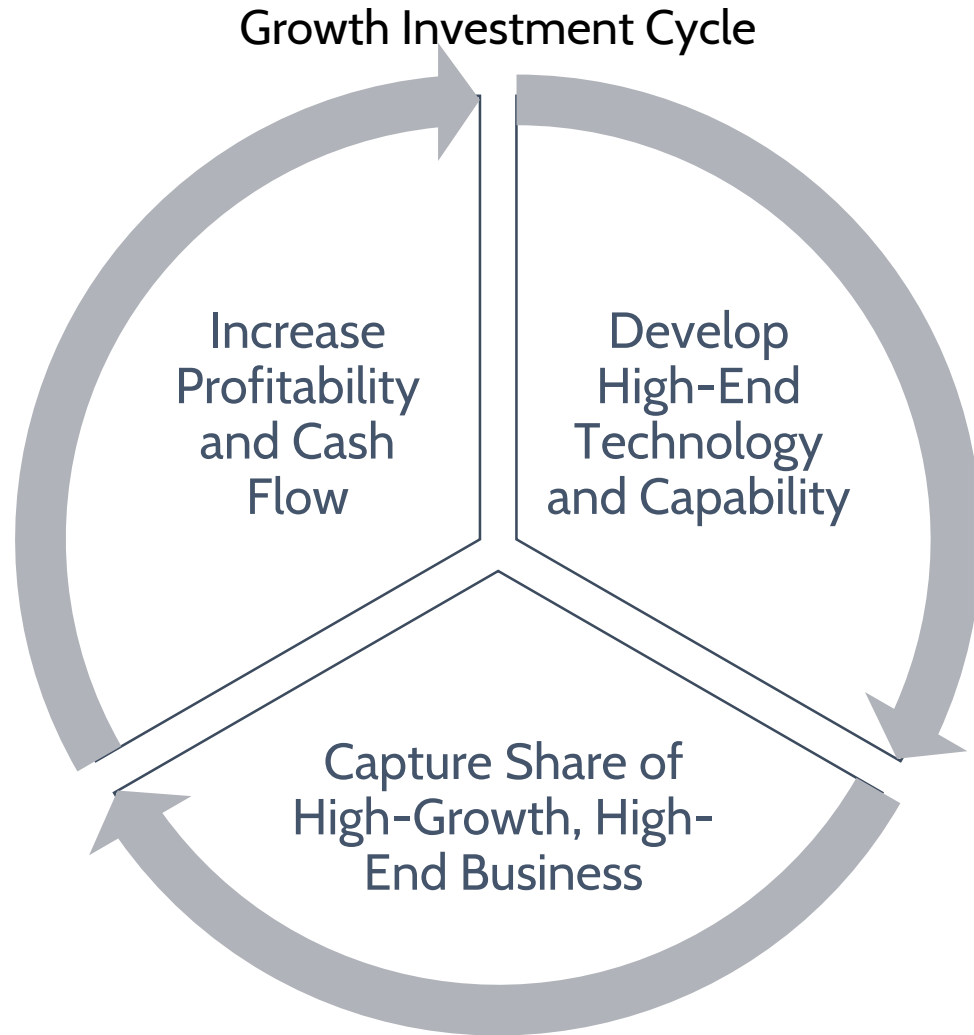 Growth Investment Cycle
Increase
Profitability
and Cash
Flow
Develop
High-End
Technology
and Capability
Capture Share of
High-Growth, High-
End Business